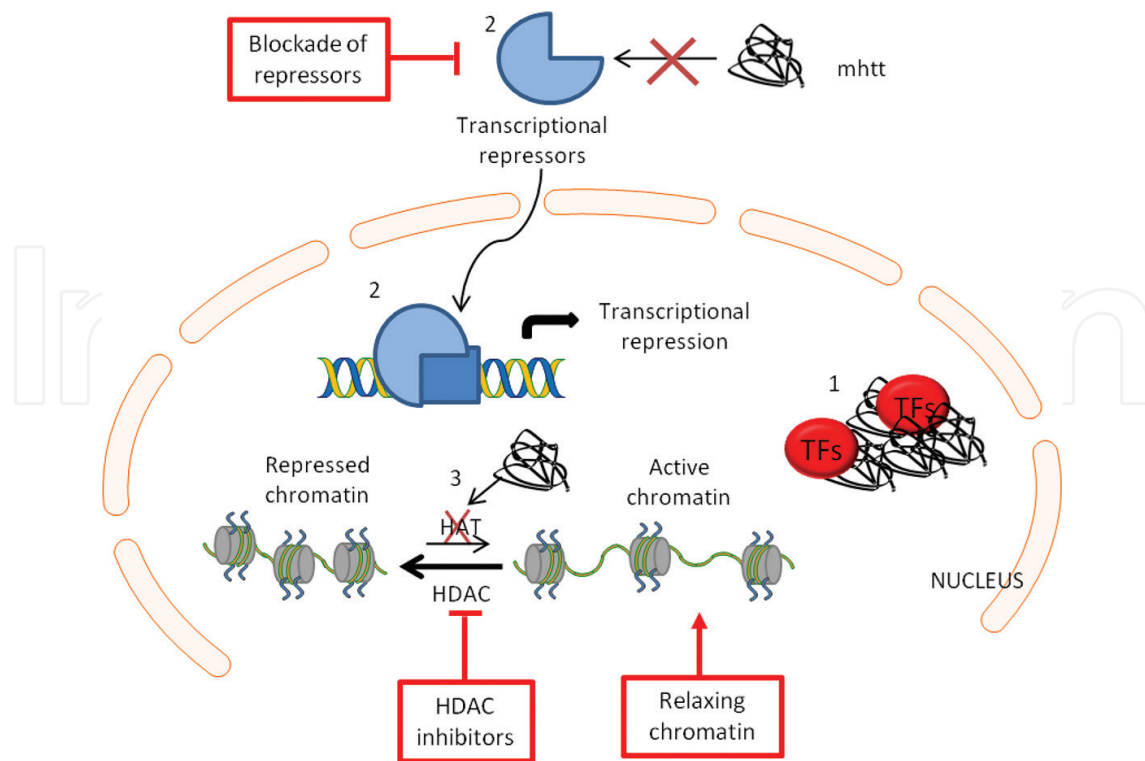 Blockade of
repressors
2
mhtt
Transcriptional
repressors
2
Transcriptional
repression
1
TFs
TFs
Repressed
chromatin
3
HAT
Active
chromatin
HDAC
NUCLEUS
HDAC
inhibitors
Relaxing
chromatin